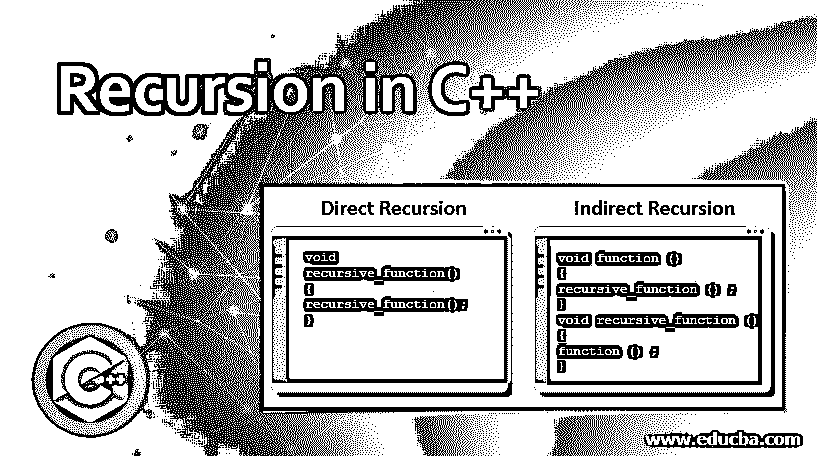 Recursion in C++
Direct Recursion
void
recursive_function()
{
recursive_function();
}
Indirect Recursion
void function ()
{
recursive_function () ;
}
void recursive_function ()
{
function () ;
}
www.educba.com